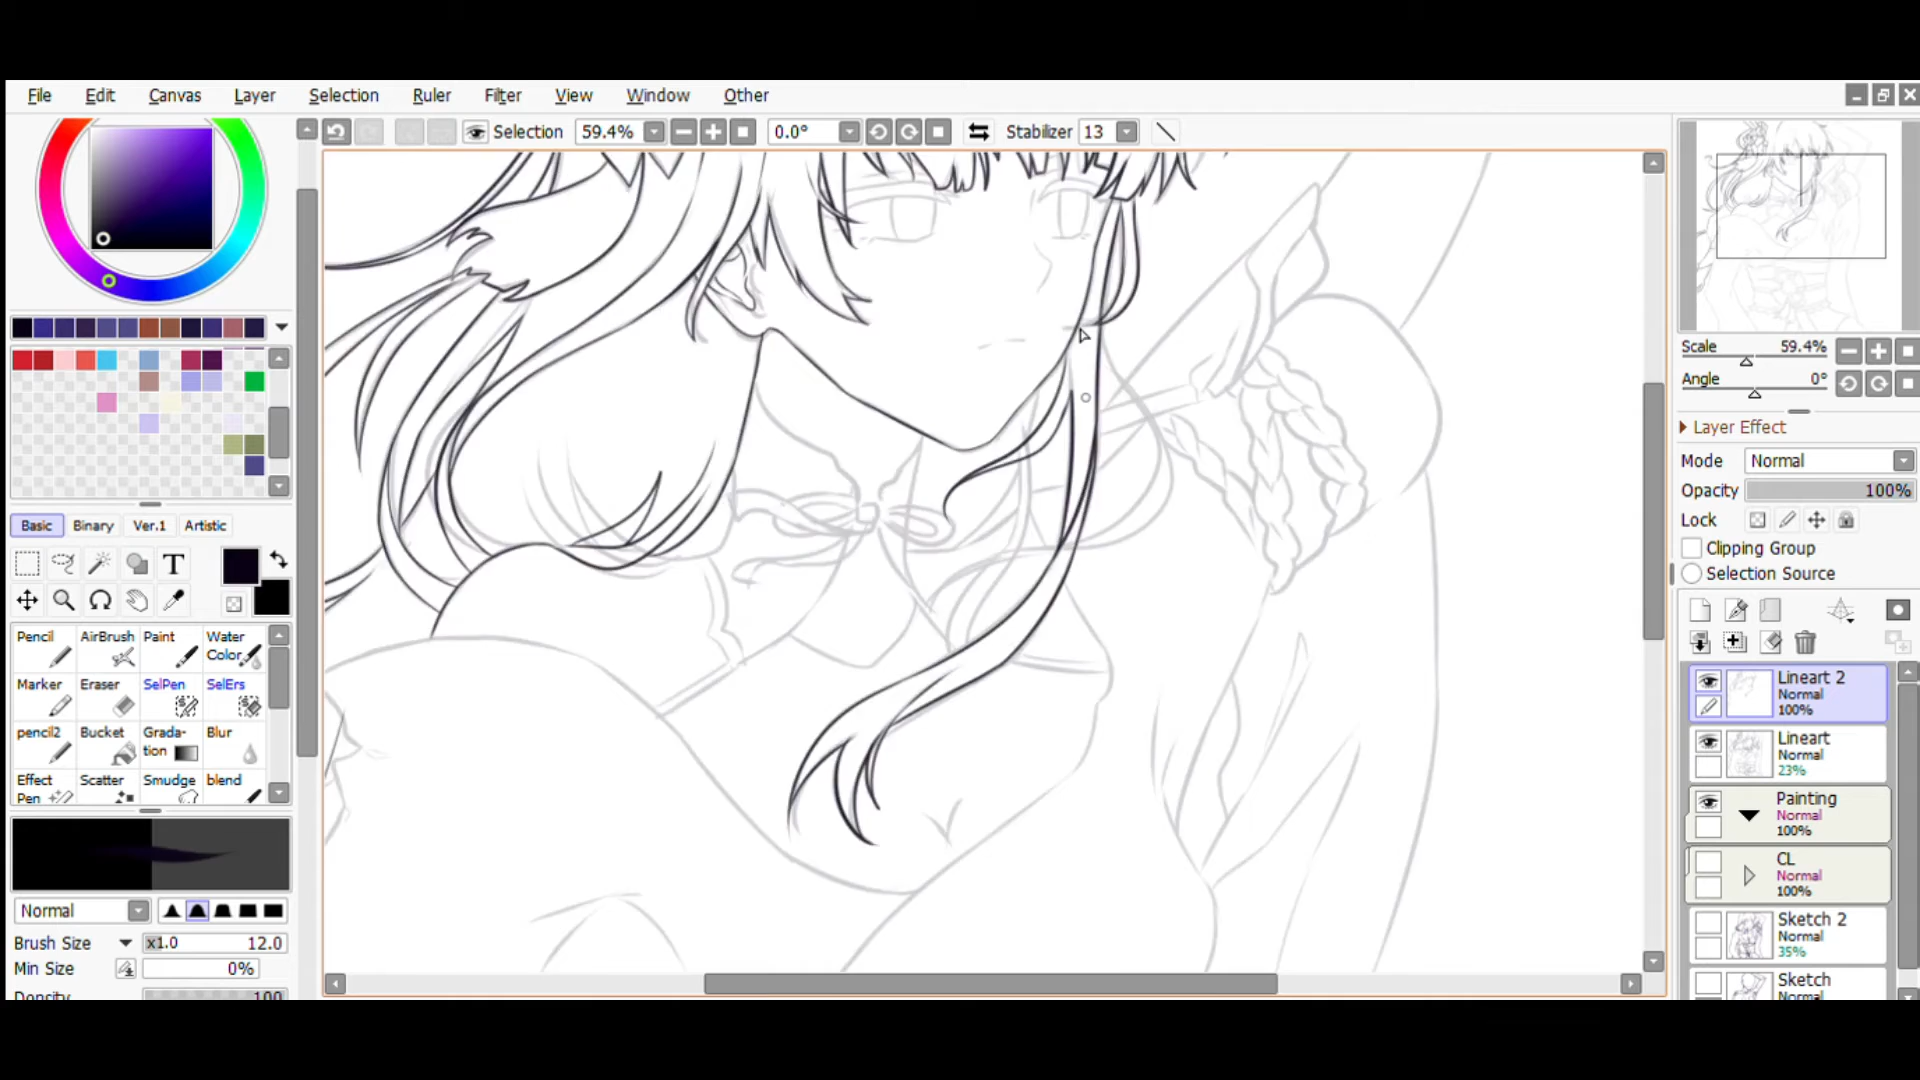 File Edit Canvas Layer Selection Ruler Filter View Window Other
Selection 59.4% 0.0° Stabilizer 13
Scale 59.4%
Angle 0°
Layer Effect
Mode Normal
Opacity 100%
Lock
Clipping Group
Selection Source
Basic Binary Ver.1 Artistic
T
Pencil AirBrush Paint Water Color
Marker Eraser SelPen SelErs
pencil2 Bucket Grada-tion Blur
Effect Pen Scatter Smudge blend
Normal
Brush Size x1.0 12.0
Min Size 0%
Density 100
Lineart 2
Normal
100%
Lineart
Normal
23%
Painting
Normal
100%
CL
Normal
100%
Sketch 2
Normal
35%
Sketch
Normal